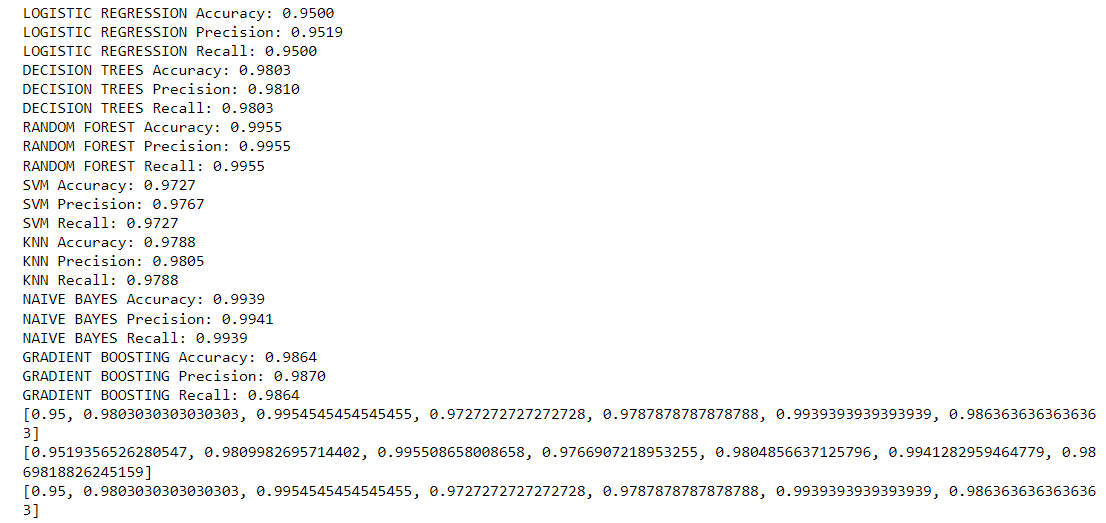 LOGISTIC REGRESSION Accuracy: 0.9500
LOGISTIC REGRESSION Precision: 0.9519
LOGISTIC REGRESSION Recall: 0.9500
DECISION TREES Accuracy: 0.9803
DECISION TREES Precision: 0.9810
DECISION TREES Recall: 0.9803
RANDOM FOREST Accuracy: 0.9955
RANDOM FOREST Precision: 0.9955
RANDOM FOREST Recall: 0.9955
SVM Accuracy: 0.9727
SVM Precision: 0.9767
SVM Recall: 0.9727
KNN Accuracy: 0.9788
KNN Precision: 0.9805
KNN Recall: 0.9788
NAIVE BAYES Accuracy: 0.9939
NAIVE BAYES Precision: 0.9941
NAIVE BAYES Recall: 0.9939
GRADIENT BOOSTING Accuracy: 0.9864
GRADIENT BOOSTING Precision: 0.9870
GRADIENT BOOSTING Recall: 0.9864
[0.95, 0.9803030303030303, 0.9954545454545455, 0.9727272727272728, 0.9787878787878788, 0.9939393939393939, 0.986363636363636
3]
[0.9519356526280547, 0.9809982695714402, 0.995508658008658, 0.9766907218953255, 0.9804856637125796, 0.9941282959464779, 0.98
69818826245159]
[0.95, 0.9803030303030303, 0.9954545454545455, 0.9727272727272728, 0.9787878787878788, 0.9939393939393939, 0.986363636363636
3]